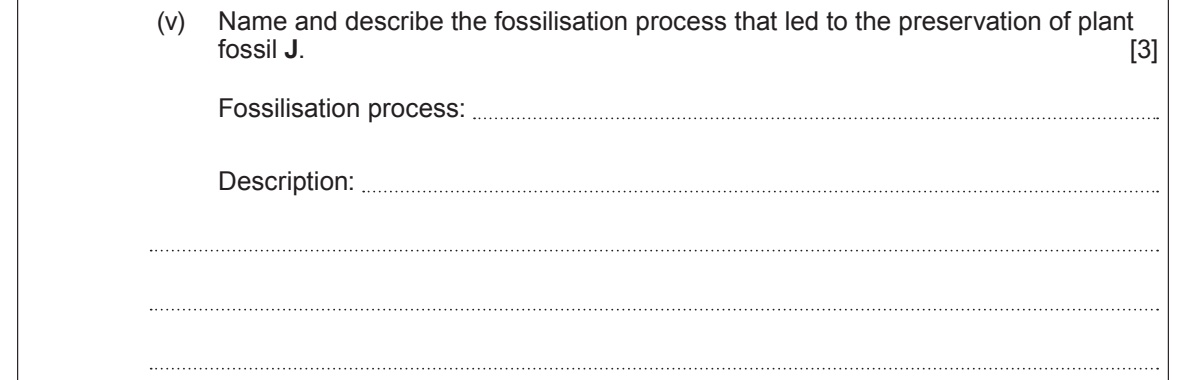 (v) Name and describe the fossilisation process that led to the preservation of plant
fossil J. [3]
Fossilisation process:
Description: